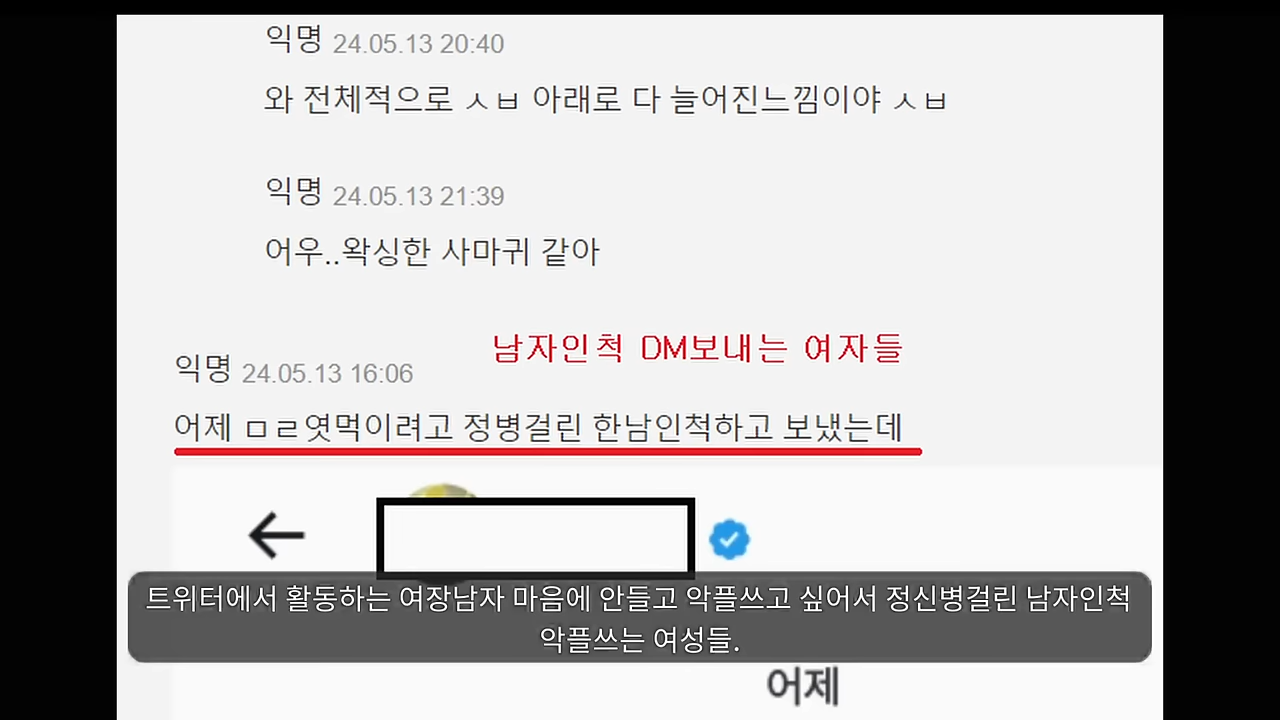 익명 24.05.13 20:40
와 전체적으로 ㅅㅂ 아래로 다 늘어진느낌이야 ㅅㅂ
익명 24.05.13 21:39
어우..왁싱한 사마귀 같아
남자인척 DM보내는 여자들
익명 24.05.13 16:06
어제 ㅁㄹ엿먹이려고 정병걸린 한남인척하고 보냈는데
트위터에서 활동하는 여장남자 마음에 안들고 악플쓰고 싶어서 정신병걸린 남자인척
악플쓰는 여성들.
어제